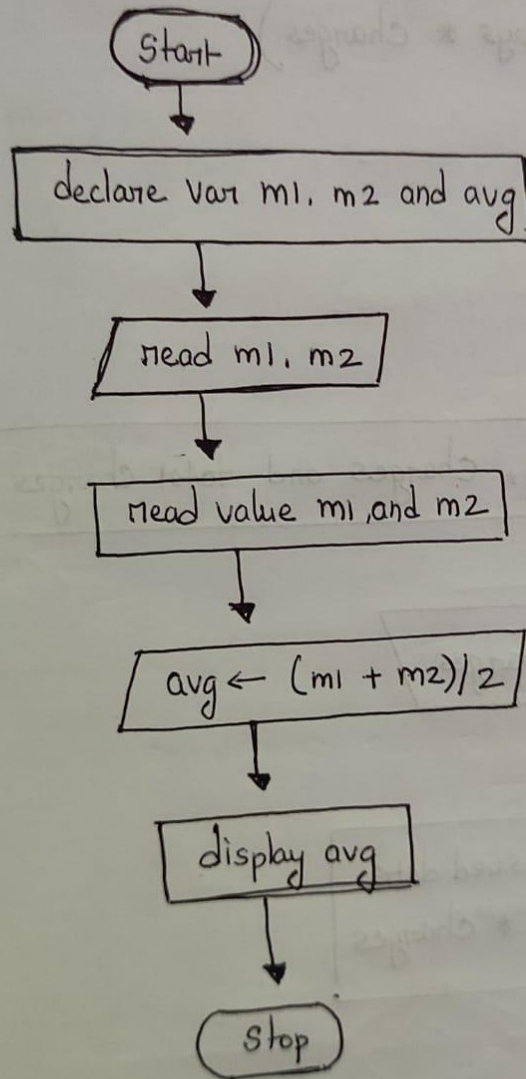 Start
declare var m1, m2 and avg
read m1, m2
read value m1, and m2
avg ← (m1 + m2)/2
display avg
Stop